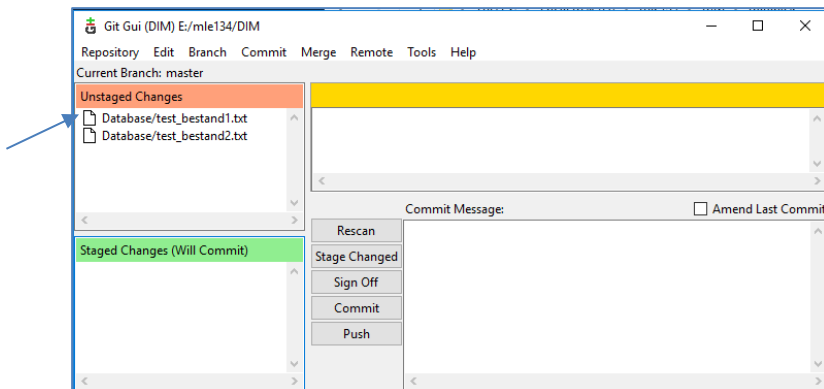 Git Gui (DIM) E:/mle134/DIM
Repository Edit Branch Commit Merge Remote Tools Help
Current Branch: master
Unstaged Changes
Database/test_bestand1.txt
Database/test_bestand2.txt
Commit Message:
Amend Last Commit
Rescan
Staged Changes (Will Commit)
Stage Changed
Sign Off
Commit
Push